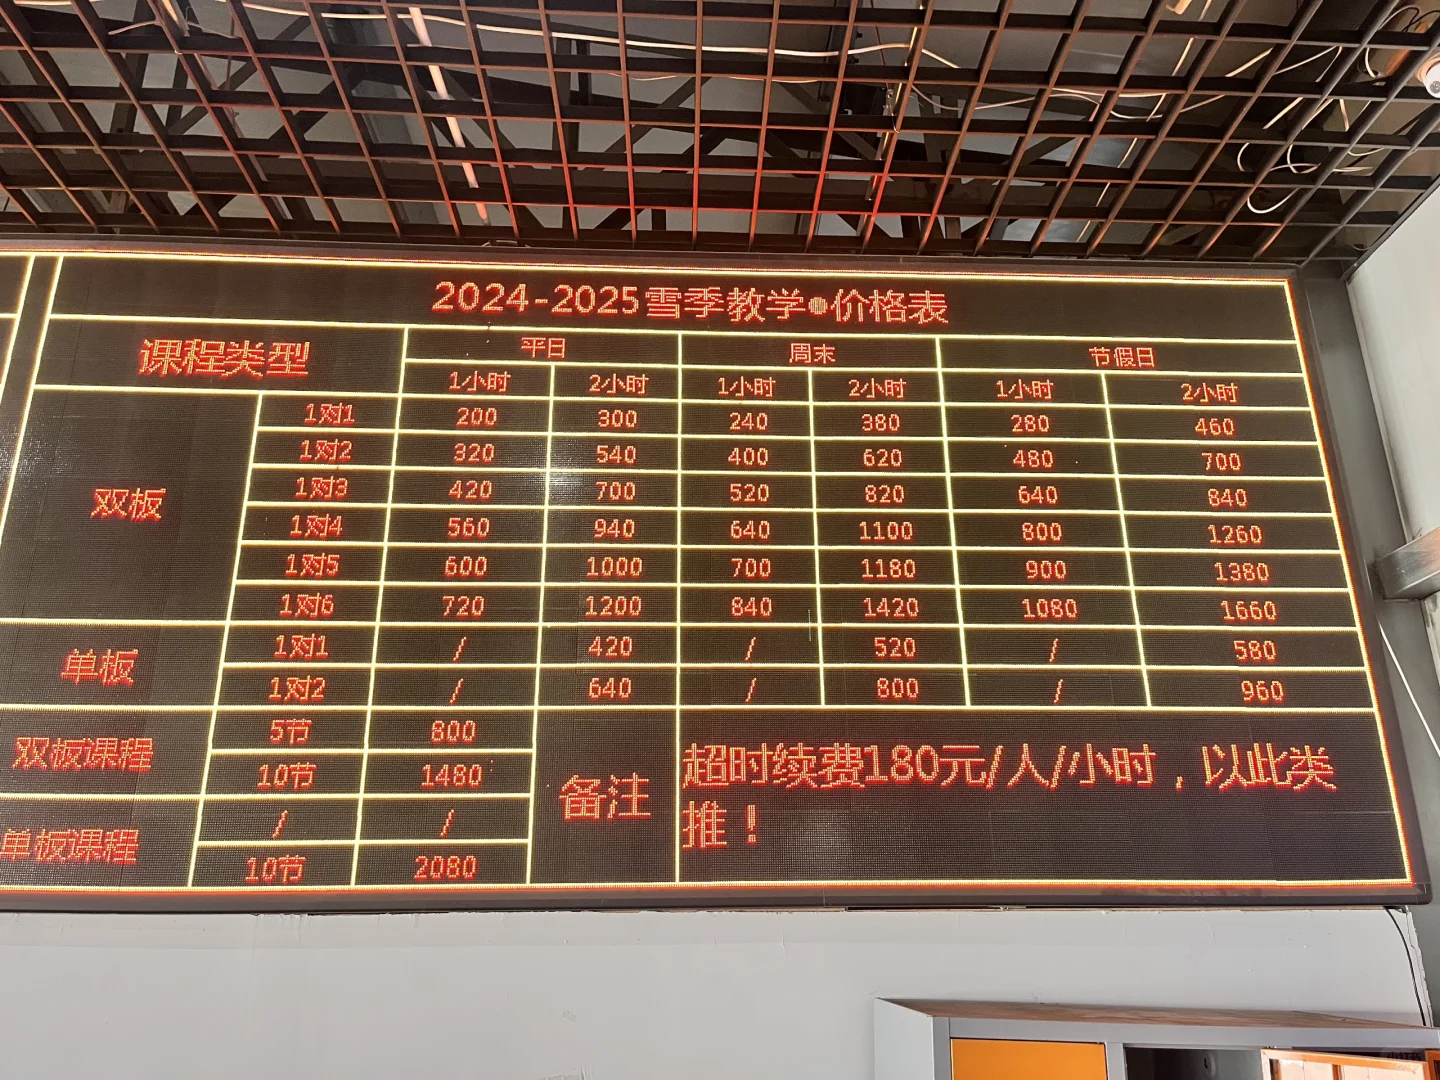 2024-2025雪季教学●价格表
课程类型 平日 周末 节假日
1小时 2小时 1小时 2小时 1小时 2小时
双板 1对1 200 300 240 380 280 460
1对2 320 540 400 620 480 700
1对3 420 700 520 820 640 840
1对4 560 940 640 1100 800 1260
1对5 600 1000 700 1180 900 1380
1对6 720 1200 840 1420 1080 1660
单板 1对1 / 420 / 520 / 580
1对2 / 640 / 800 / 960
双板课程 5节 800
10节 1480
单板课程 / /
10节 2080
备注 超时续费180元/人/小时，以此类
推！